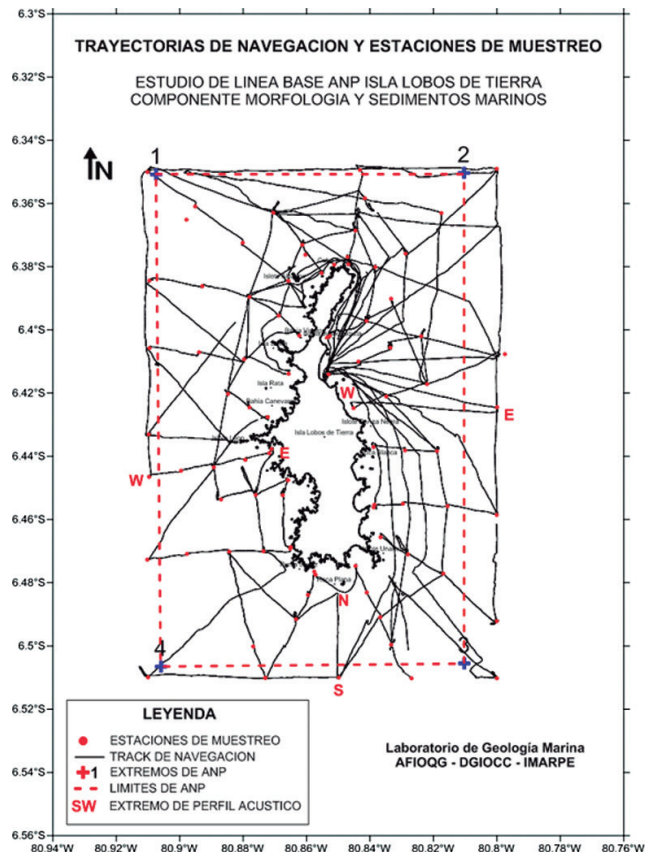 6.3°S
TRAYECTORIAS DE NAVEGACION Y ESTACIONES DE MUESTREO
6.32°S
ESTUDIO DE LINEA BASE ANP ISLA LOBOS DE TIERRA
COMPONENTE MORFOLOGIA Y SEDIMENTOS MARINOS
6.34°S
1
2
N
6.36°S
6.38°S
6.4°S
Isla Rata
W
6.42°S
E
Isla Lobos de Tierra
6.44°S
E
W
6.46°S
6.48°S
N
6.5°S
4
3
S
6.52°S
LEYENDA
ESTACIONES DE MUESTREO
TRACK DE NAVEGACION
1 EXTREMOS DE ANP
LIMITES DE ANP
SW EXTREMO DE PERFIL ACUSTICO
Laboratorio de Geología Marina
AFIOQG - DGIOCC - IMARPE
6.54°S
6.56°S
80.94°W 80.92°W 80.9°W 80.88°W 80.86°W 80.84°W 80.82°W 80.8°W 80.78°W 80.76°W